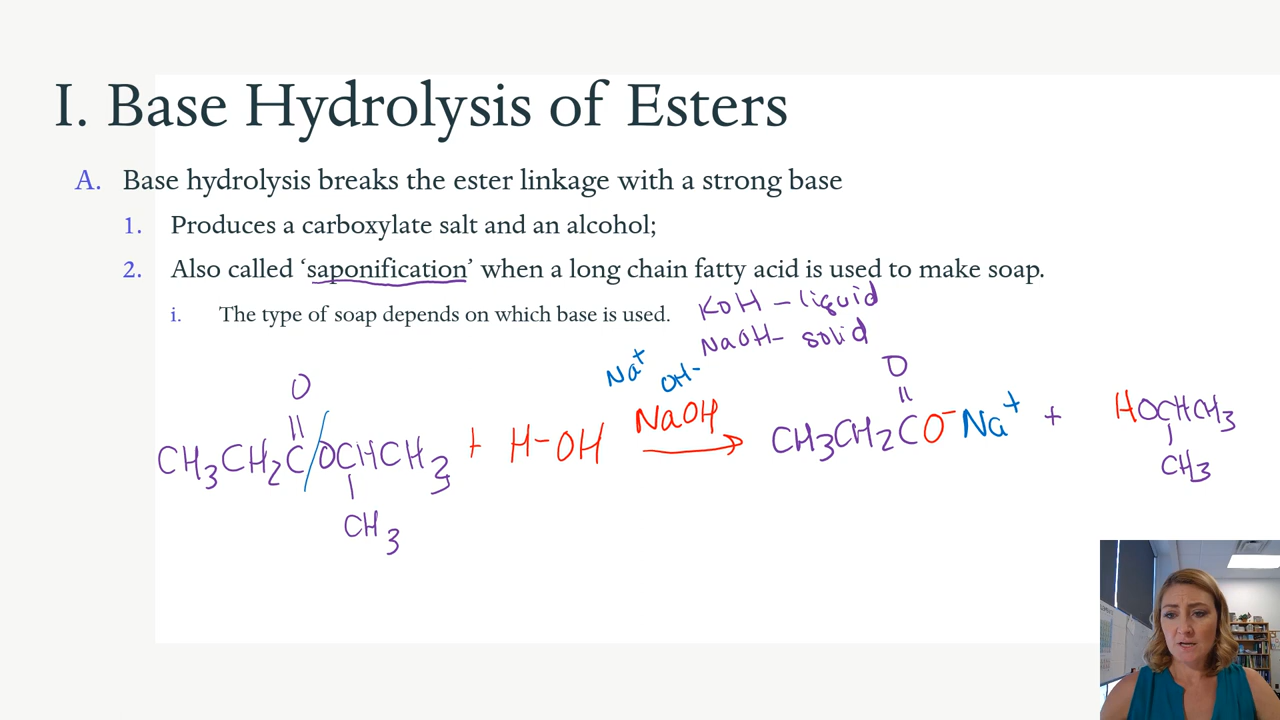 I. Base Hydrolysis of Esters
A. Base hydrolysis breaks the ester linkage with a strong base
1. Produces a carboxylate salt and an alcohol;
2. Also called ‘saponification’ when a long chain fatty acid is used to make soap.
i. The type of soap depends on which base is used.
KOH - liquid
NaOH- solid
Na+ OH-
O
O
CH3CH2C/OCHCH3 + H-OH NaOH → CH3CH2CO-Na+ + HOCHCH3
CH3
CH3